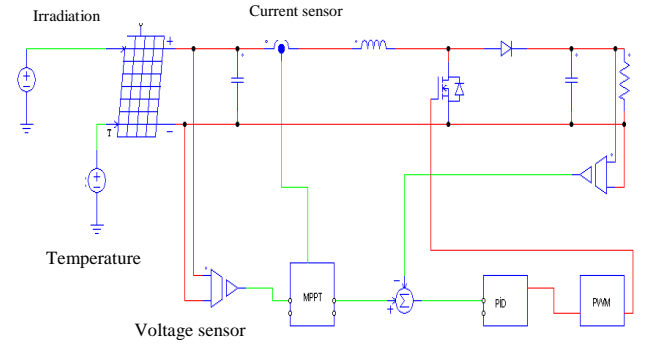 Irradiation
Current sensor
+
T
−
Temperature
Voltage sensor
MPPT
−
+
Σ
PID
PWM